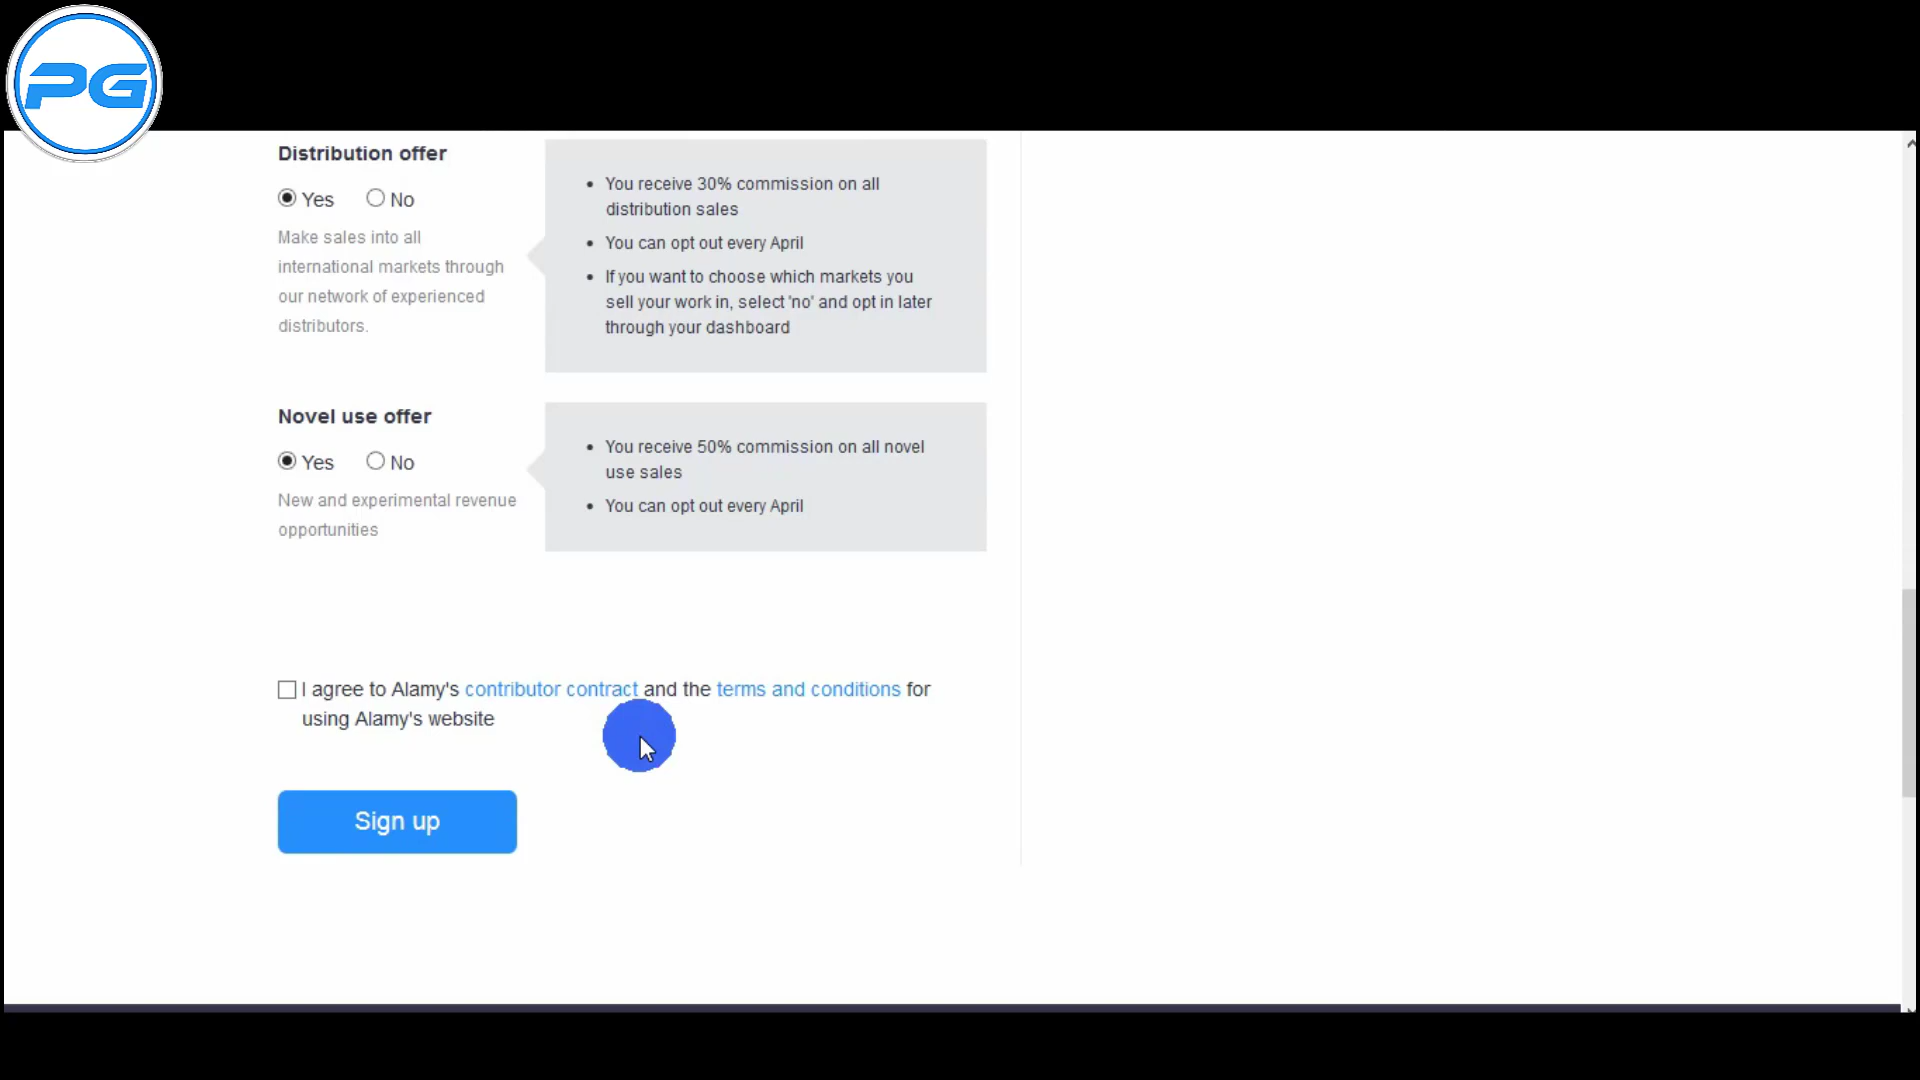 PG
Distribution offer
Yes No
Make sales into all
international markets through
our network of experienced
distributors.
• You receive 30% commission on all
distribution sales
• You can opt out every April
• If you want to choose which markets you
sell your work in, select 'no' and opt in later
through your dashboard
Novel use offer
Yes No
New and experimental revenue
opportunities
• You receive 50% commission on all novel
use sales
• You can opt out every April
I agree to Alamy's contributor contract and the terms and conditions for
using Alamy's website
Sign up